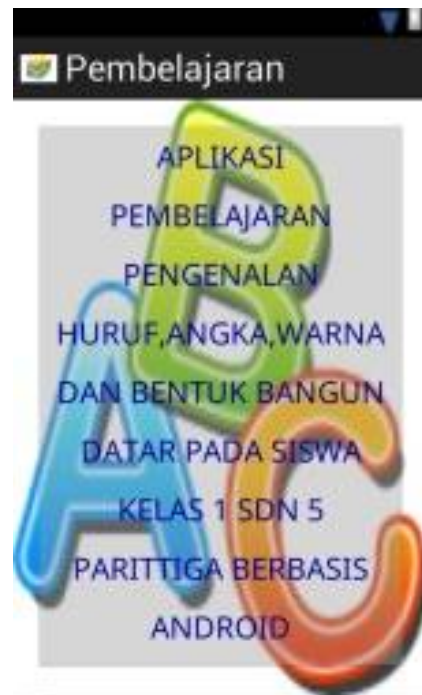 Pembelajaran
APLIKASI
PEMBELAJARAN
PENGENALAN
HURUF,ANGKA,WARNA
DAN BENTUK BANGUN
DATAR PADA SISWA
KELAS 1 SDN 5
PARITTIGA BERBASIS
ANDROID
A
B
C